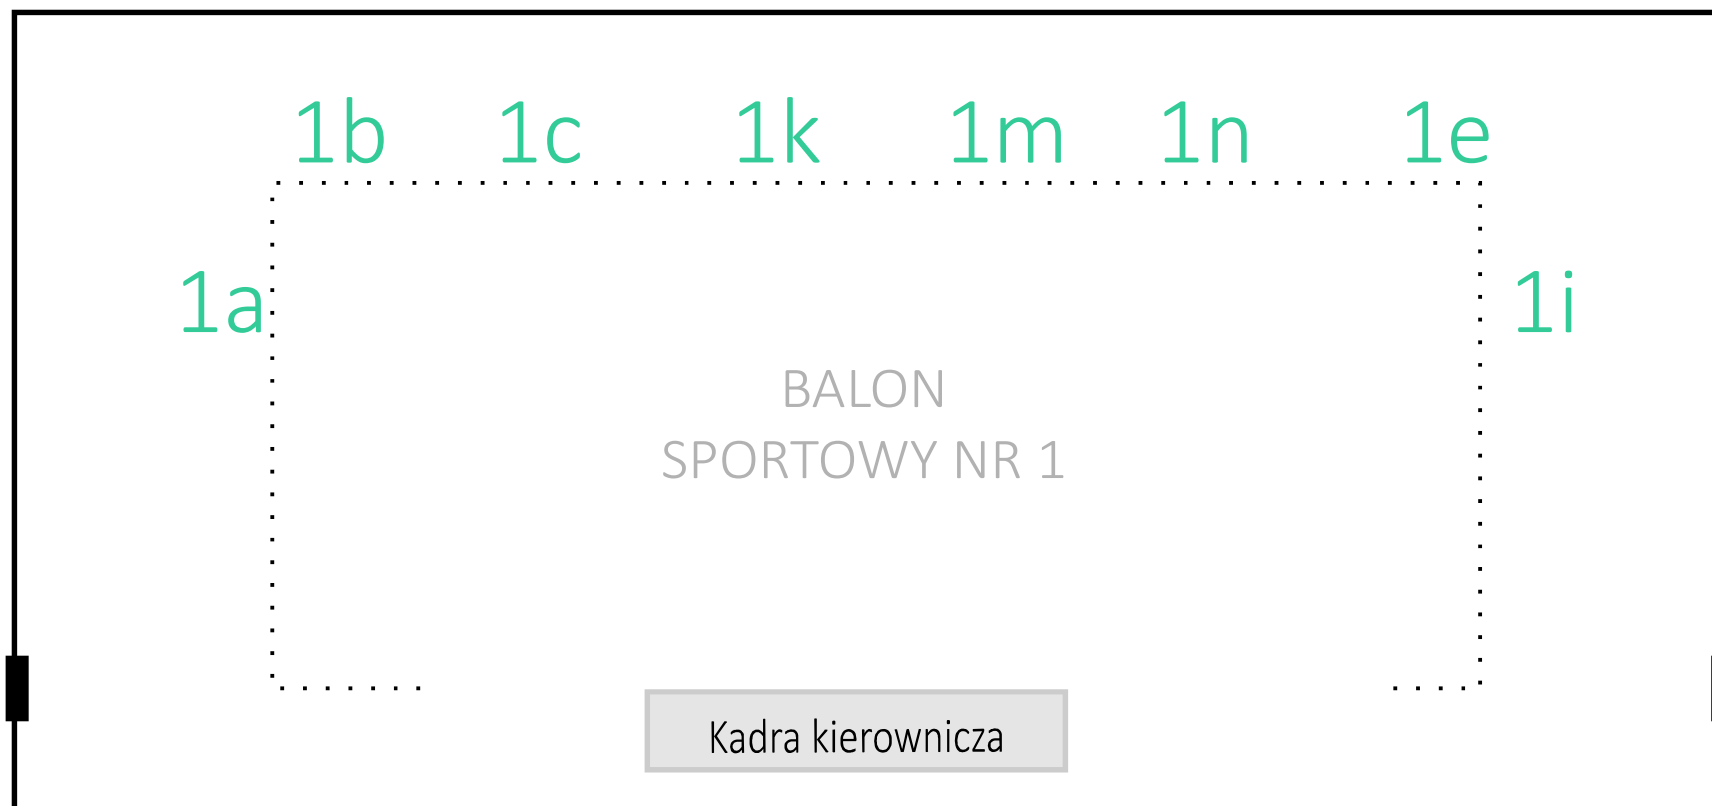 1b 1c 1k 1m 1n 1e
1a 1i
BALON
SPORTOWY NR 1
Kadra kierownicza